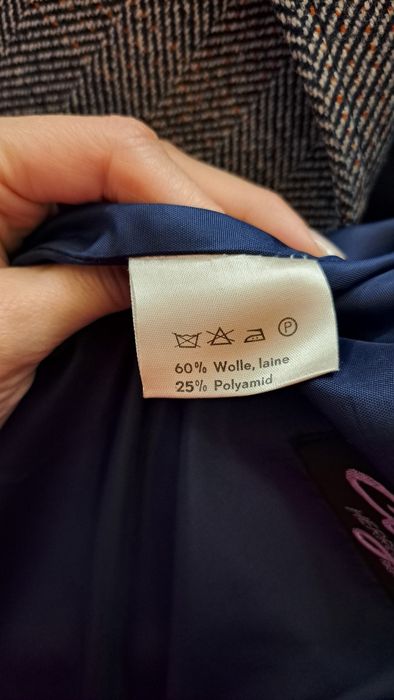 P
60% Wolle, laine
25% Polyamid